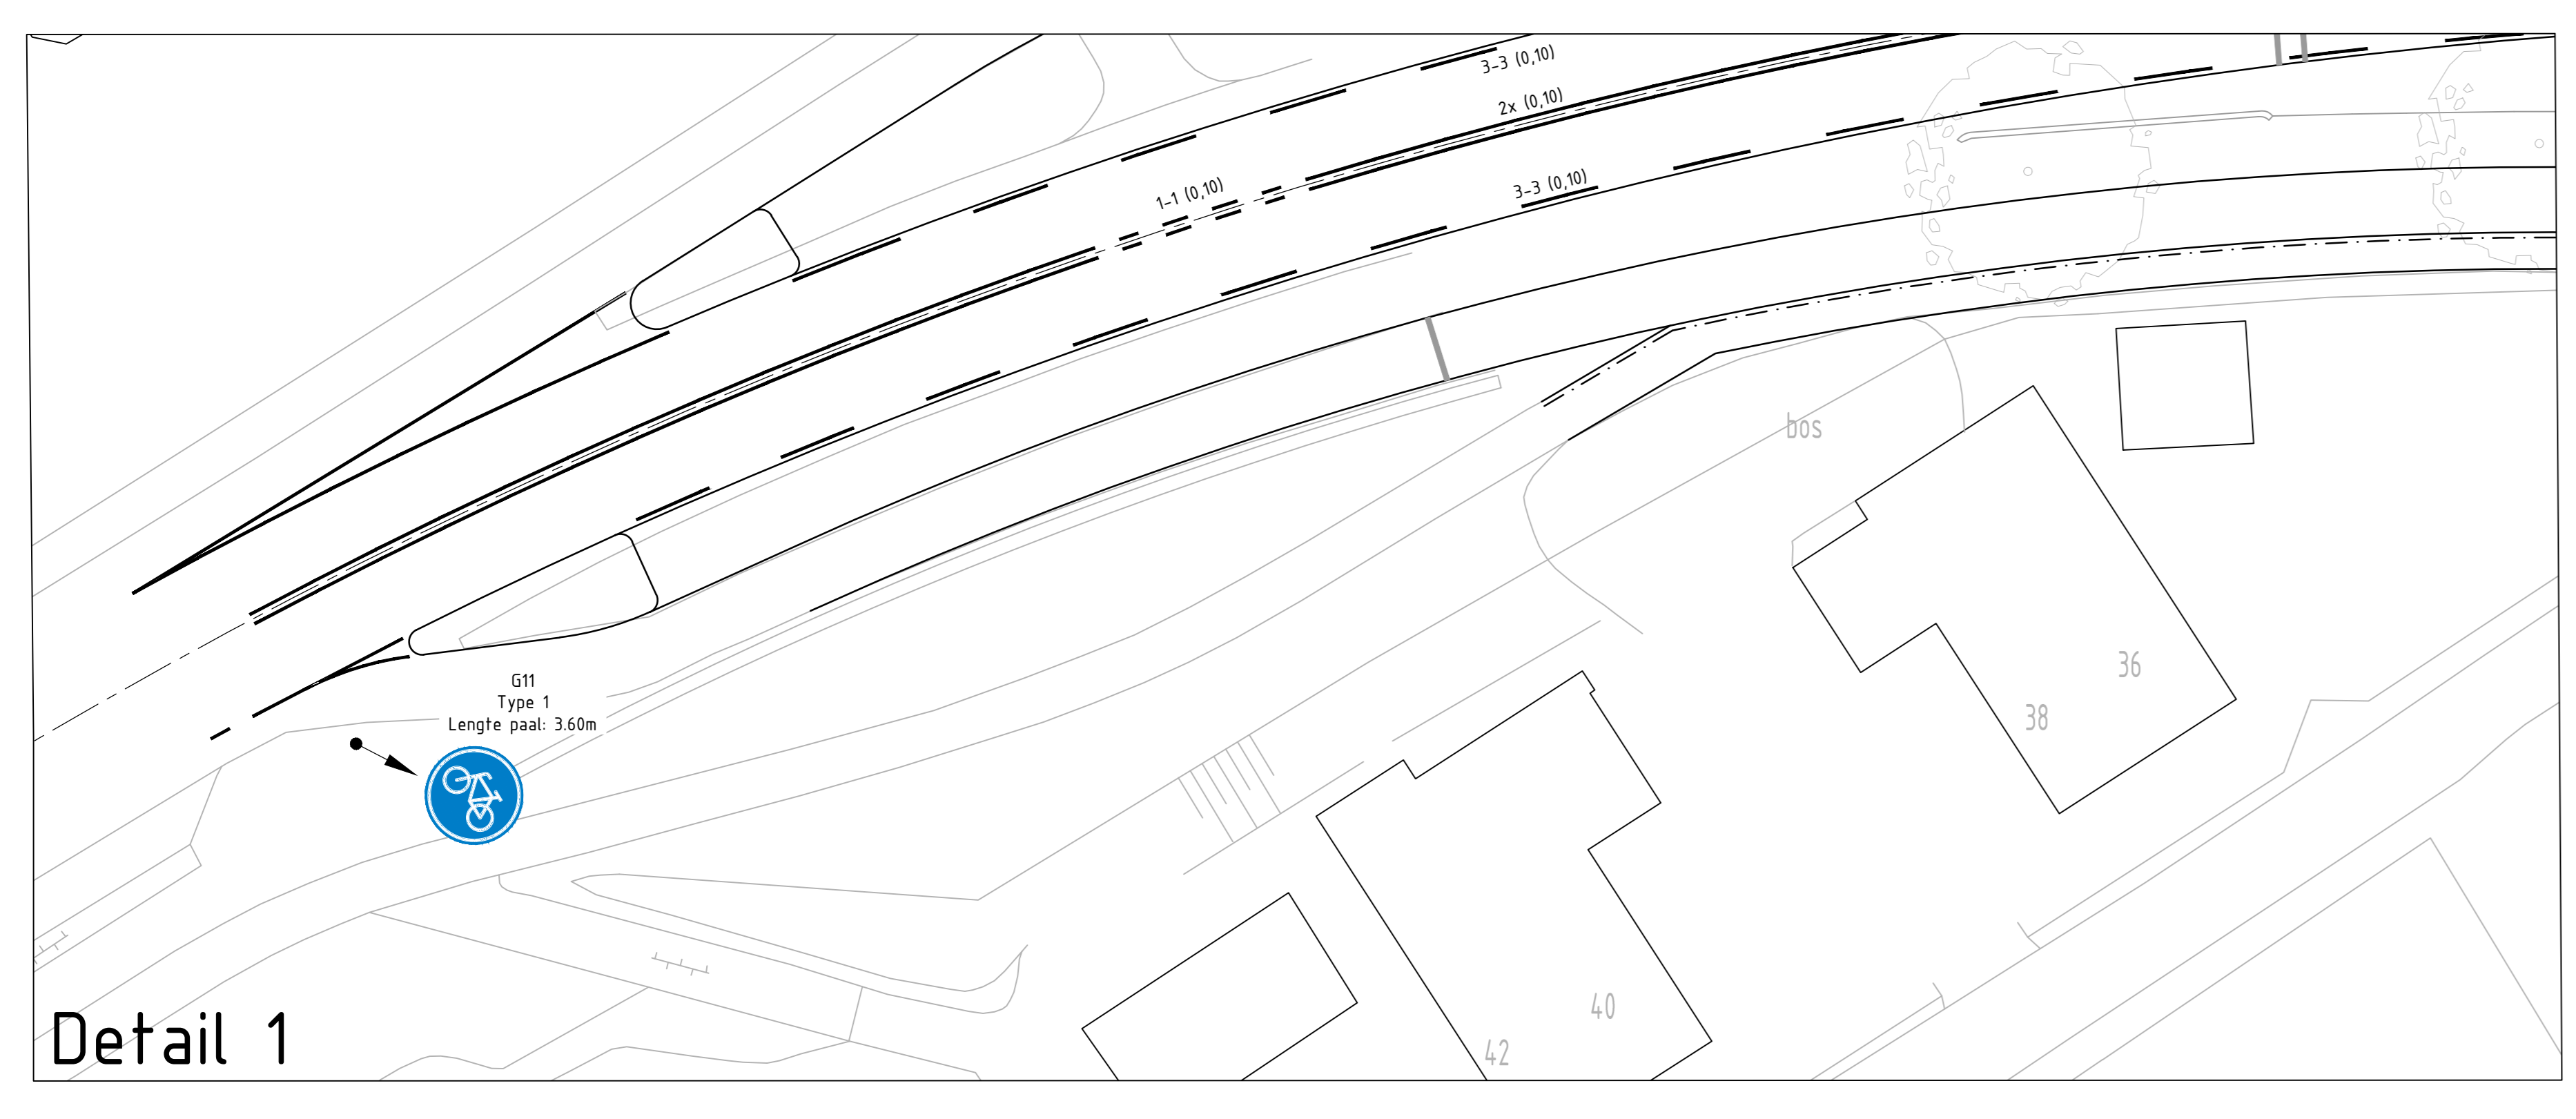 3-3 (0,10)
2x (0,10)
1-1 (0,10)
3-3 (0,10)
bos
36
38
G11
Type 1
Lengte paal: 3.60m
40
42
Detail 1